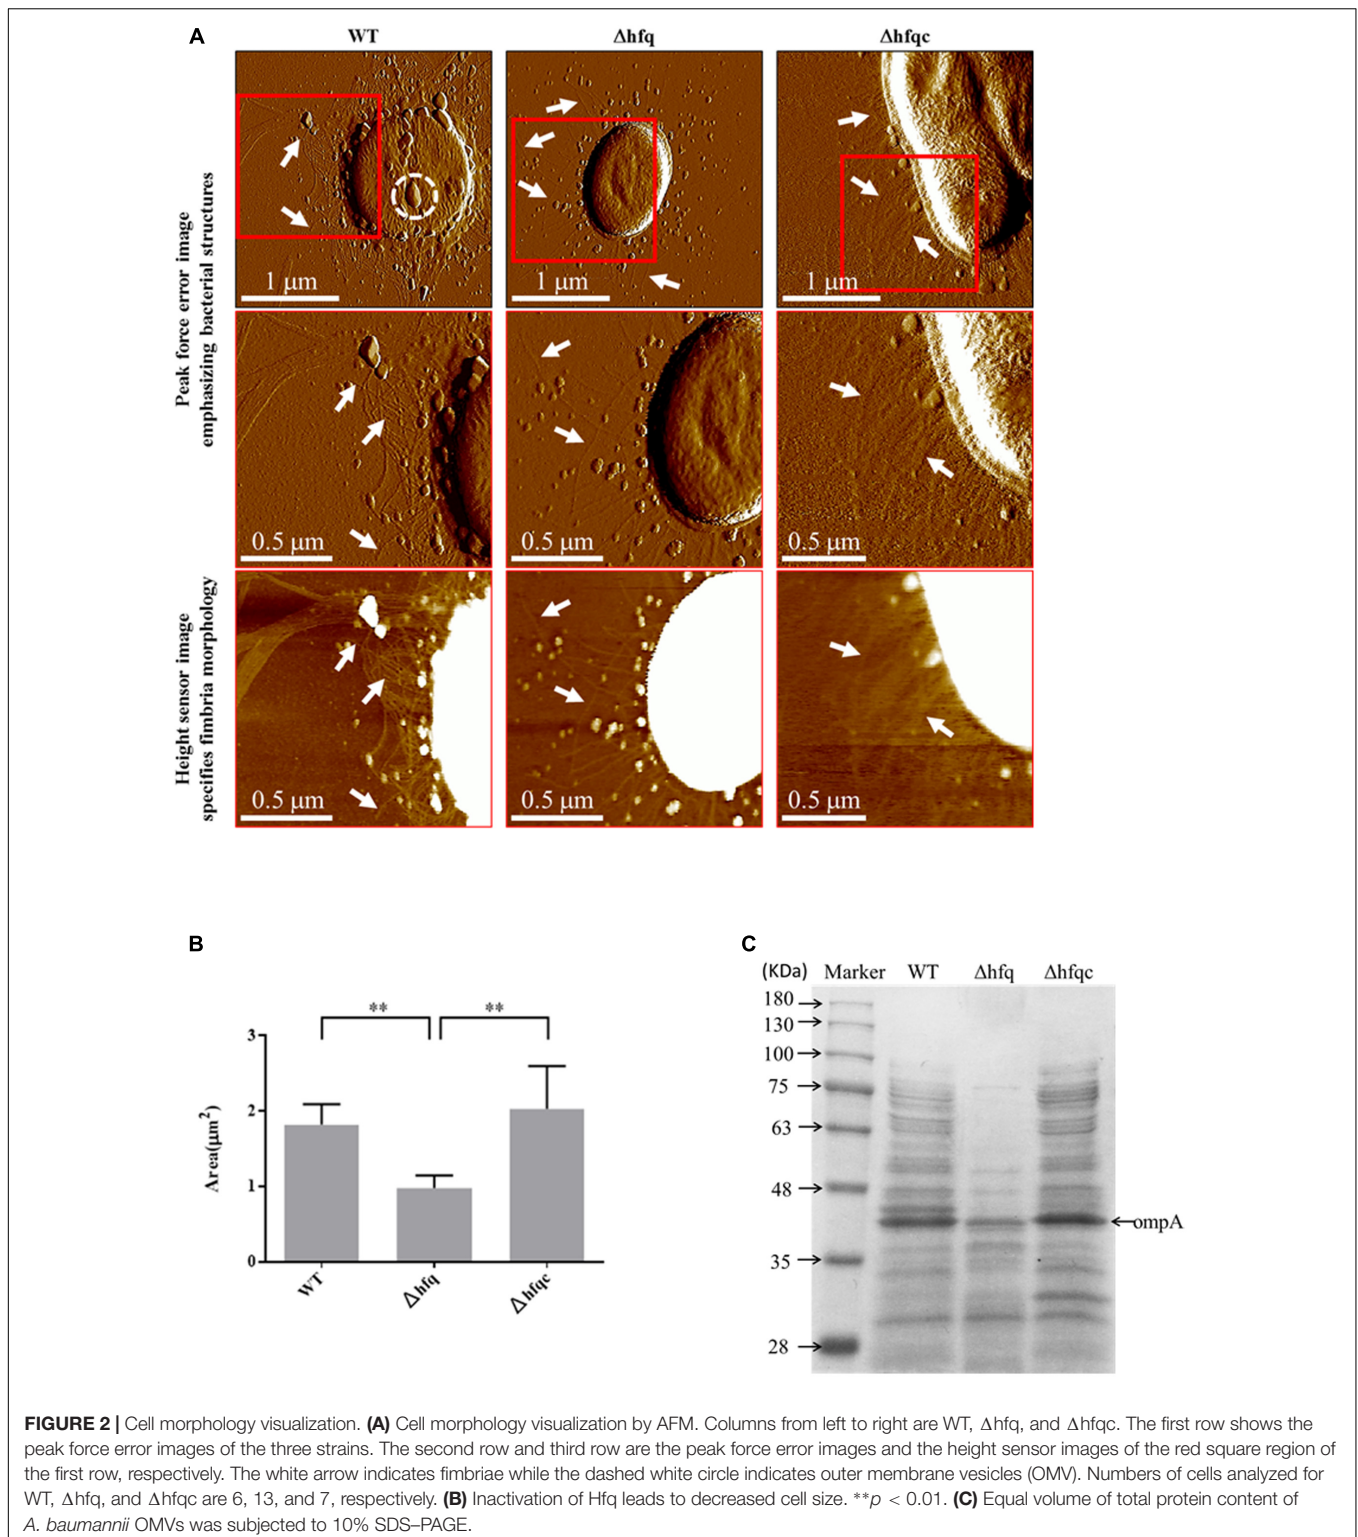 A
WT
Δhfq
Δhfqc
Peak force error image
emphasizing bacterial structures
1 μm
1 μm
1 μm
0.5 μm
0.5 μm
0.5 μm
Height sensor image
specifies fimbria morphology
0.5 μm
0.5 μm
0.5 μm
B
**
**
Area(μm²)
3
2
1
0
WT
Δhfq
Δhfqc
C
(KDa) Marker WT Δhfq Δhfqc
180
130
100
75
63
48
ompA
35
28
FIGURE 2 | Cell morphology visualization. (A) Cell morphology visualization by AFM. Columns from left to right are WT, Δhfq, and Δhfqc. The first row shows the
peak force error images of the three strains. The second row and third row are the peak force error images and the height sensor images of the red square region of
the first row, respectively. The white arrow indicates fimbriae while the dashed white circle indicates outer membrane vesicles (OMV). Numbers of cells analyzed for
WT, Δhfq, and Δhfqc are 6, 13, and 7, respectively. (B) Inactivation of Hfq leads to decreased cell size. **p < 0.01. (C) Equal volume of total protein content of
A. baumannii OMVs was subjected to 10% SDS–PAGE.